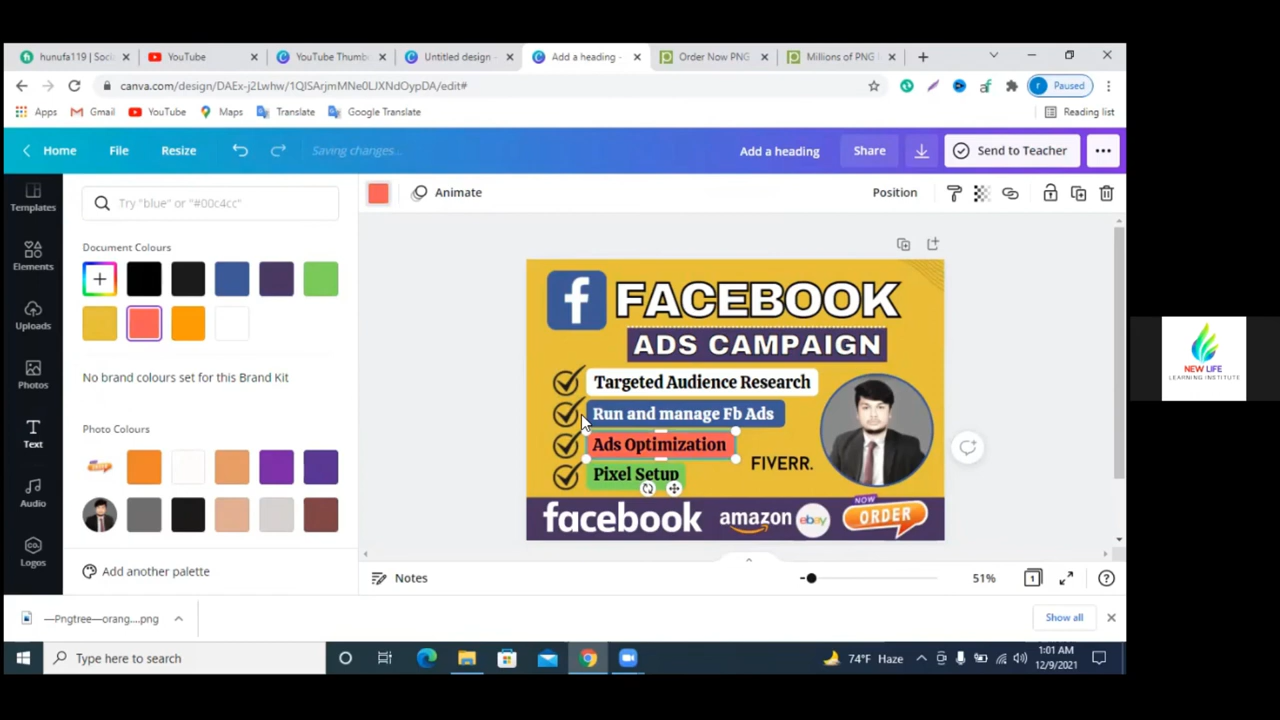 hunufa119 | Soci
YouTube
YouTube Thumb
Untitled design -
Add a heading -
Order Now PNG
Millions of PNG
canva.com/design/DAEx-j2Lwhw/1QISArjmMNe0LJXNdOypDA/edit#
r
Paused
Apps
Gmail
YouTube
Maps
Translate
Google Translate
Reading list
Home
File
Resize
Saving changes...
Add a heading
Share
Send to Teacher
Templates
Elements
Uploads
Photos
Text
Audio
CO.
Logos
Try "blue" or "#00c4cc"
Document Colours
No brand colours set for this Brand Kit
Photo Colours
Add another palette
Animate
Position
f
FACEBOOK
ADS CAMPAIGN
Targeted Audience Research
Run and manage Fb Ads
Ads Optimization
Pixel Setup
FIVERR.
facebook
amazon
ebay
NOW
ORDER
Notes
51%
1
NEW LIFE
LEARNING INSTITUTE
—Pngtree—orang....png
Show all
Type here to search
74°F Haze
1:01 AM
12/9/2021